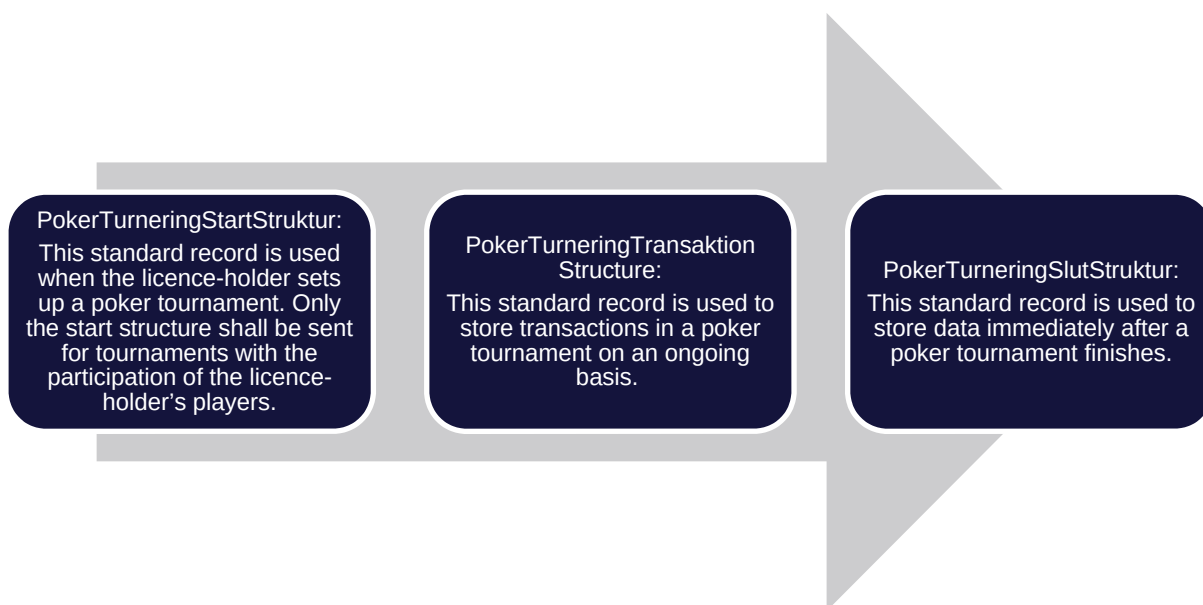 PokerTurneringStartStruktur:
This standard record is used
when the licence-holder sets
up a poker tournament. Only
the start structure shall be sent
for tournaments with the
participation of the licence-
holder’s players.
PokerTurneringTransaktion
Structure:
This standard record is used to
store transactions in a poker
tournament on an ongoing
basis.
PokerTurneringSlutStruktur:
This standard record is used to
store data immediately after a
poker tournament finishes.